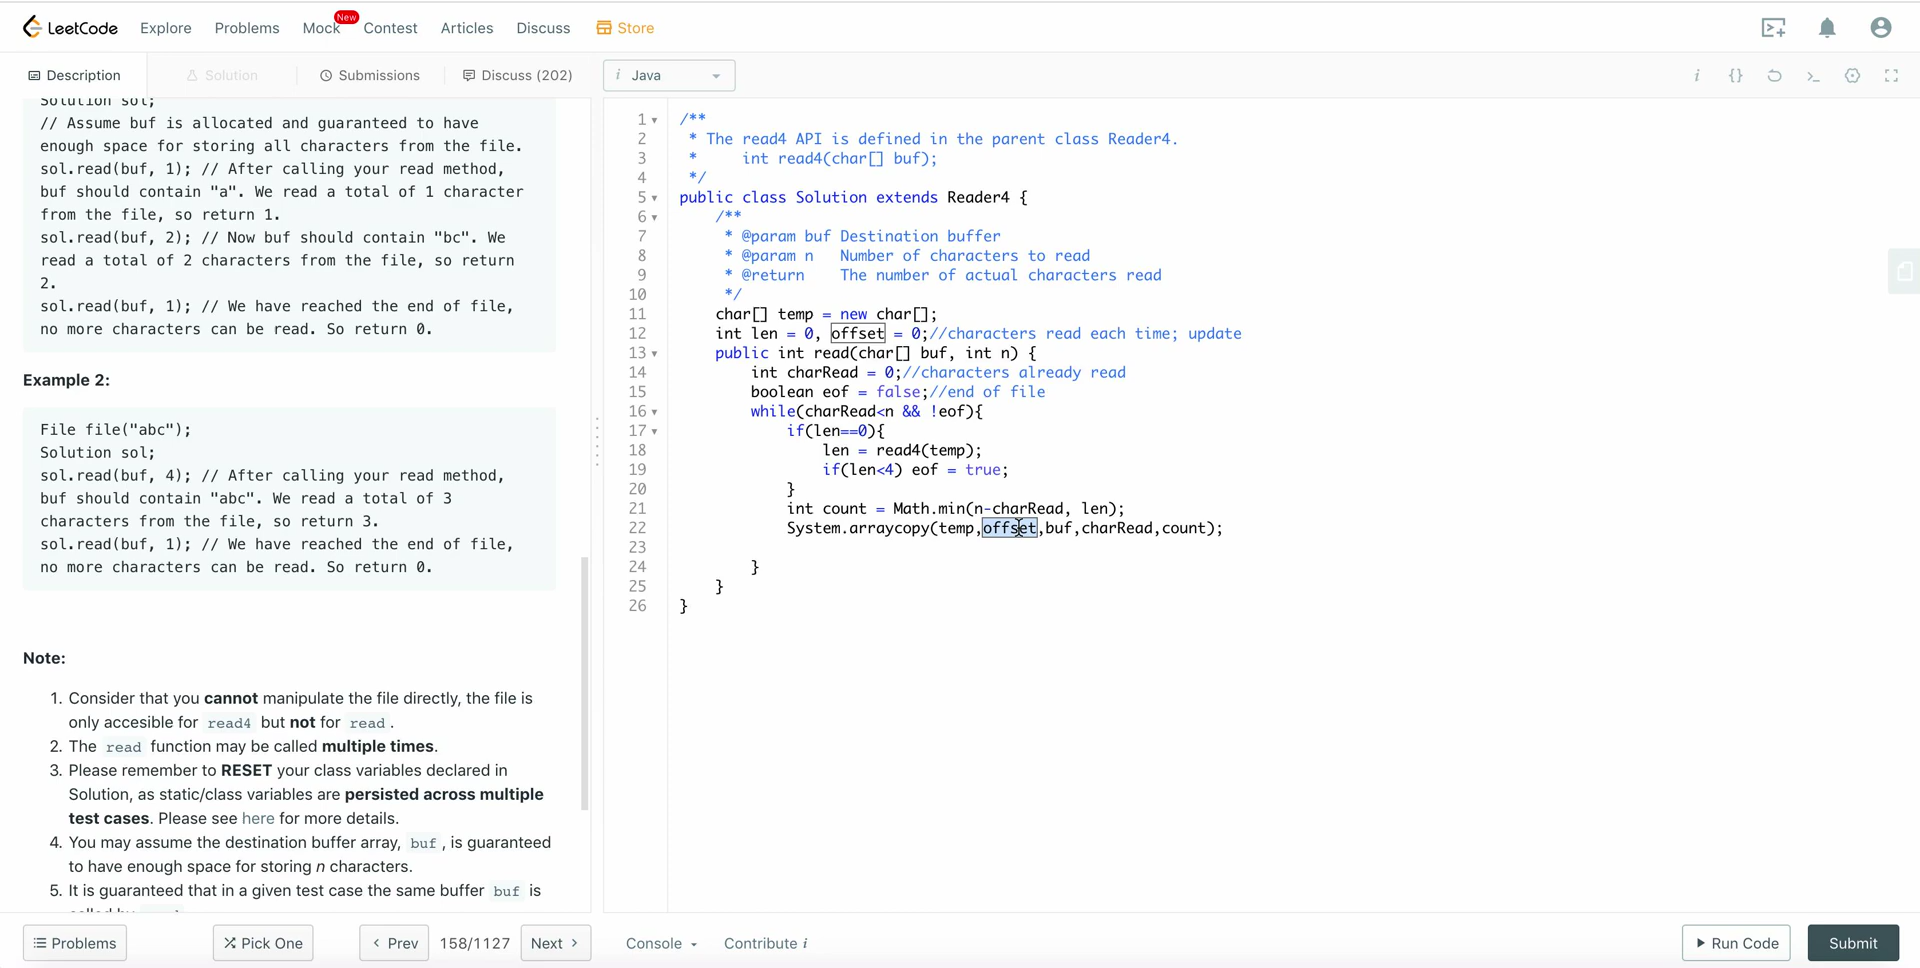 LeetCode Explore Problems Mock New Contest Articles Discuss Store
Description Solution Submissions Discuss (202)
Solution sol;
// Assume buf is allocated and guaranteed to have
enough space for storing all characters from the file.
sol.read(buf, 1); // After calling your read method,
buf should contain "a". We read a total of 1 character
from the file, so return 1.
sol.read(buf, 2); // Now buf should contain "bc". We
read a total of 2 characters from the file, so return
2.
sol.read(buf, 1); // We have reached the end of file,
no more characters can be read. So return 0.
Example 2:
File file("abc");
Solution sol;
sol.read(buf, 4); // After calling your read method,
buf should contain "abc". We read a total of 3
characters from the file, so return 3.
sol.read(buf, 1); // We have reached the end of file,
no more characters can be read. So return 0.
Note:
1. Consider that you cannot manipulate the file directly, the file is
only accesible for read4 but not for read.
2. The read function may be called multiple times.
3. Please remember to RESET your class variables declared in
Solution, as static/class variables are persisted across multiple
test cases. Please see here for more details.
4. You may assume the destination buffer array, buf, is guaranteed
to have enough space for storing n characters.
5. It is guaranteed that in a given test case the same buffer buf is
i Java
1 /**
2 * The read4 API is defined in the parent class Reader4.
3 *     int read4(char[] buf);
4 */
5 public class Solution extends Reader4 {
6     /**
7      * @param buf Destination buffer
8      * @param n   Number of characters to read
9      * @return    The number of actual characters read
10      */
11     char[] temp = new char[];
12     int len = 0, offset = 0;//characters read each time; update
13     public int read(char[] buf, int n) {
14         int charRead = 0;//characters already read
15         boolean eof = false;//end of file
16         while(charRead<n && !eof){
17             if(len==0){
18                 len = read4(temp);
19                 if(len<4) eof = true;
20             }
21             int count = Math.min(n-charRead, len);
22             System.arraycopy(temp,offset,buf,charRead,count);
23
24         }
25     }
26 }
Problems Pick One < Prev 158/1127 Next > Console Contribute i Run Code Submit